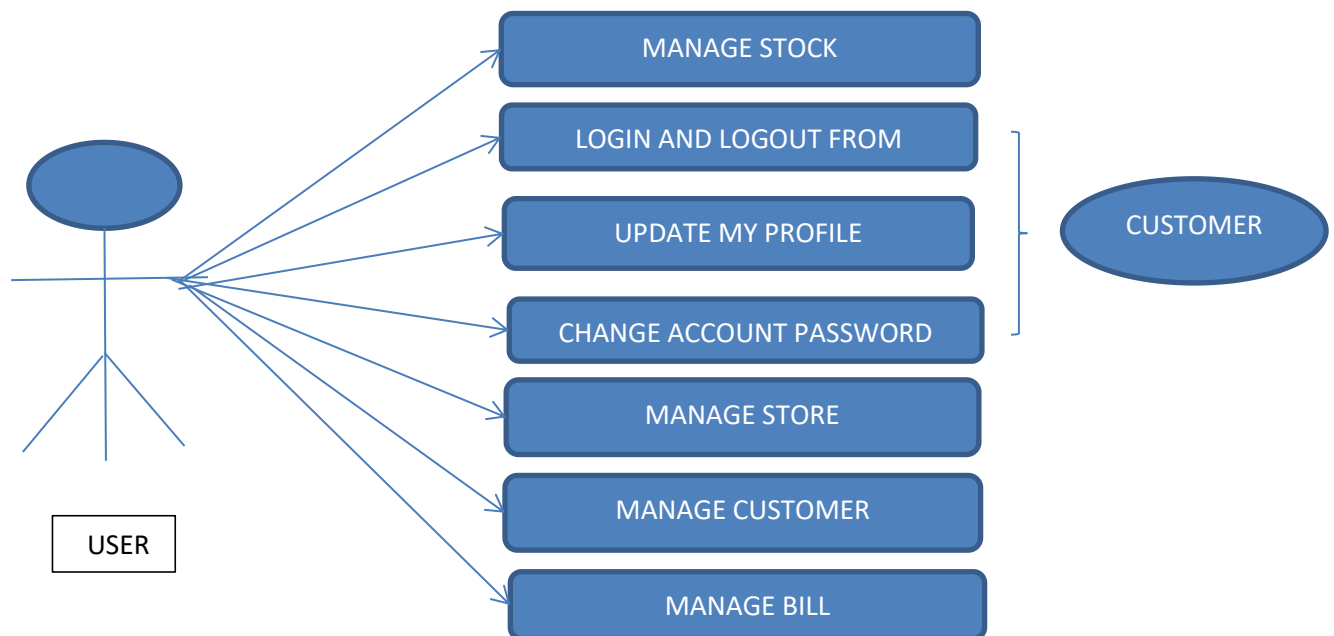 MANAGE STOCK
LOGIN AND LOGOUT FROM
UPDATE MY PROFILE
CUSTOMER
CHANGE ACCOUNT PASSWORD
MANAGE STORE
MANAGE CUSTOMER
USER
MANAGE BILL